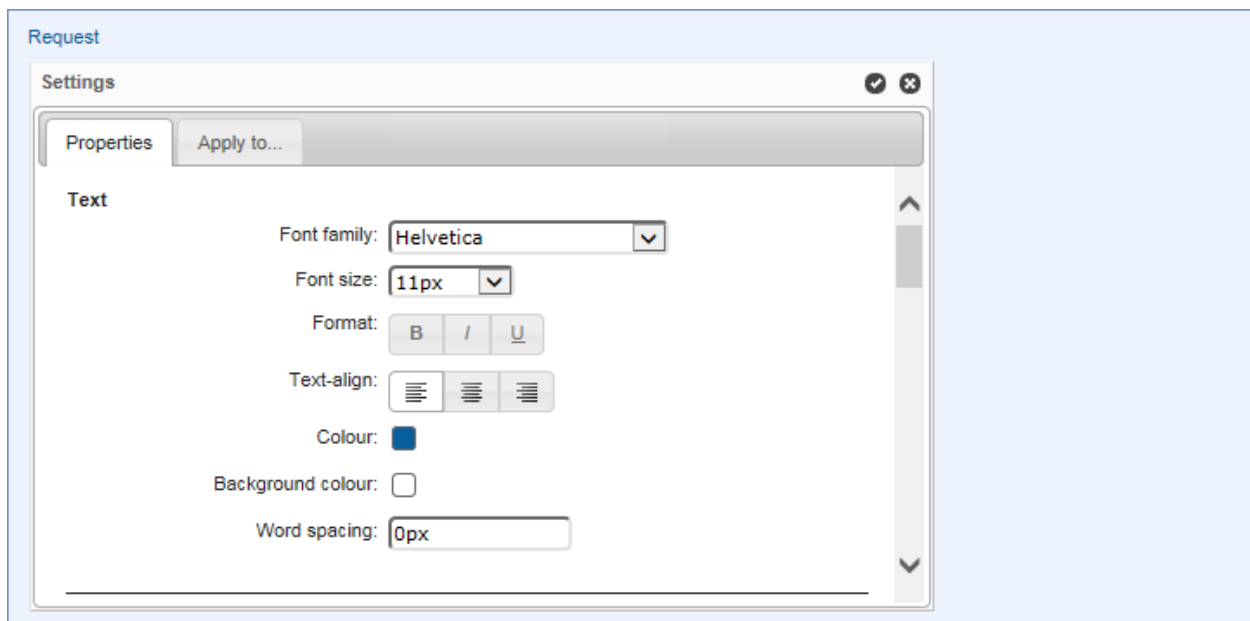 Request
Settings
Properties Apply to...
Text
Font family: Helvetica
Font size: 11px
Format: B I U
Text-align:
Colour:
Background colour:
Word spacing: 0px